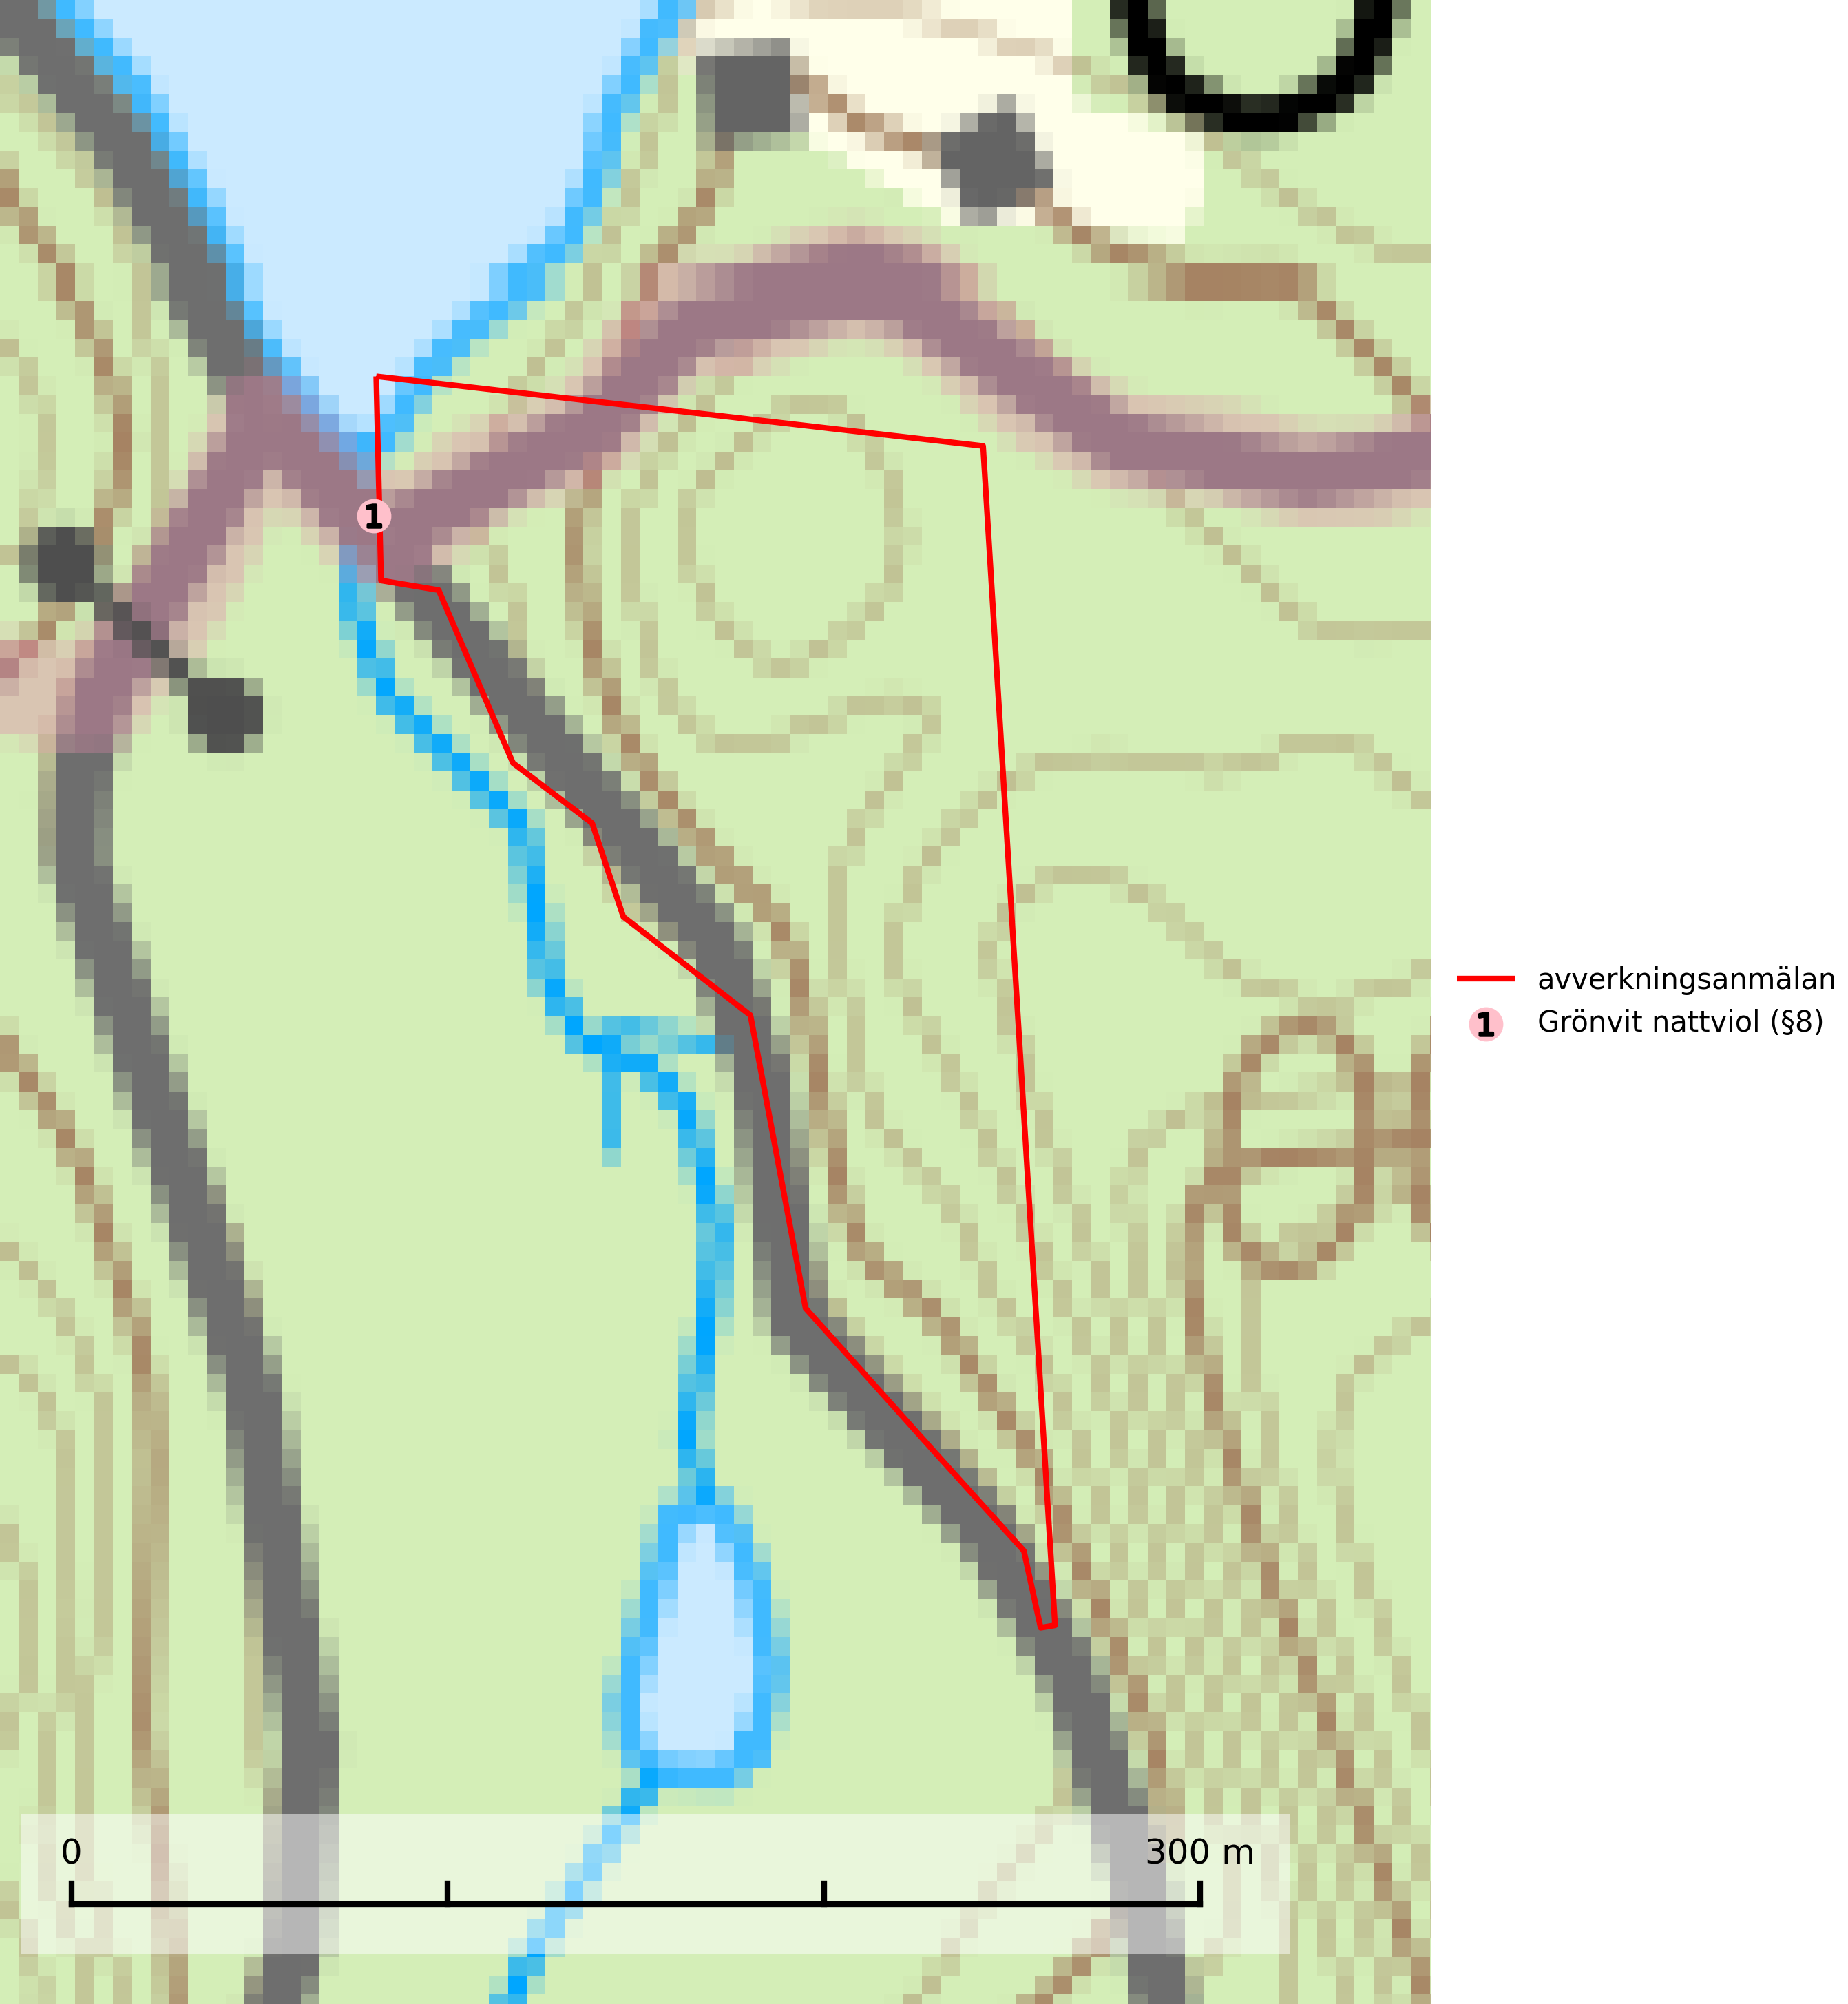 1
avverkningsanmälan
1 Grönvit nattviol (§8)
0 300 m